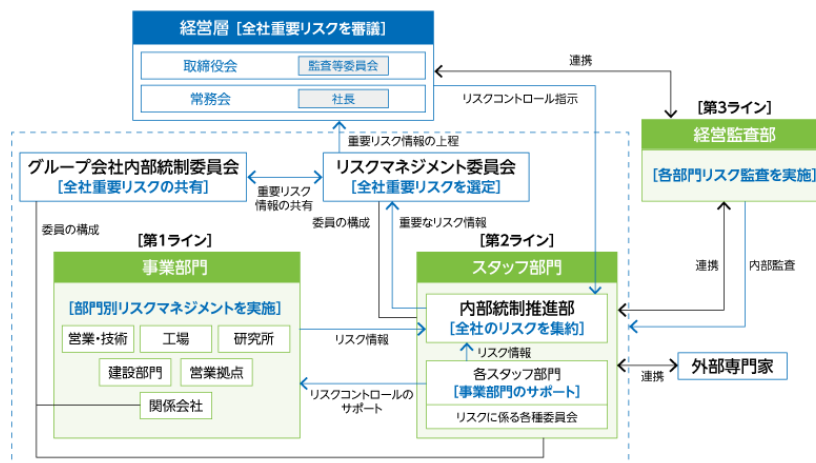 経営層［全社重要リスクを審議］
取締役会
監査等委員会
常務会
社長
連携
リスクコントロール指示
［第3ライン］
経営監査部
［各部門リスク監査を実施］
重要リスク情報の上程
グループ会社内部統制委員会
［全社重要リスクの共有］
重要リスク
情報の共有
リスクマネジメント委員会
［全社重要リスクを選定］
委員の構成
委員の構成
重要なリスク情報
［第1ライン］
事業部門
［部門別リスクマネジメントを実施］
営業・技術
工場
研究所
建設部門
営業拠点
関係会社
リスク情報
リスクコントロールの
サポート
［第2ライン］
スタッフ部門
内部統制推進部
［全社のリスクを集約］
リスク情報
各スタッフ部門
［事業部門のサポート］
リスクに係る各種委員会
連携
内部監査
連携
外部専門家